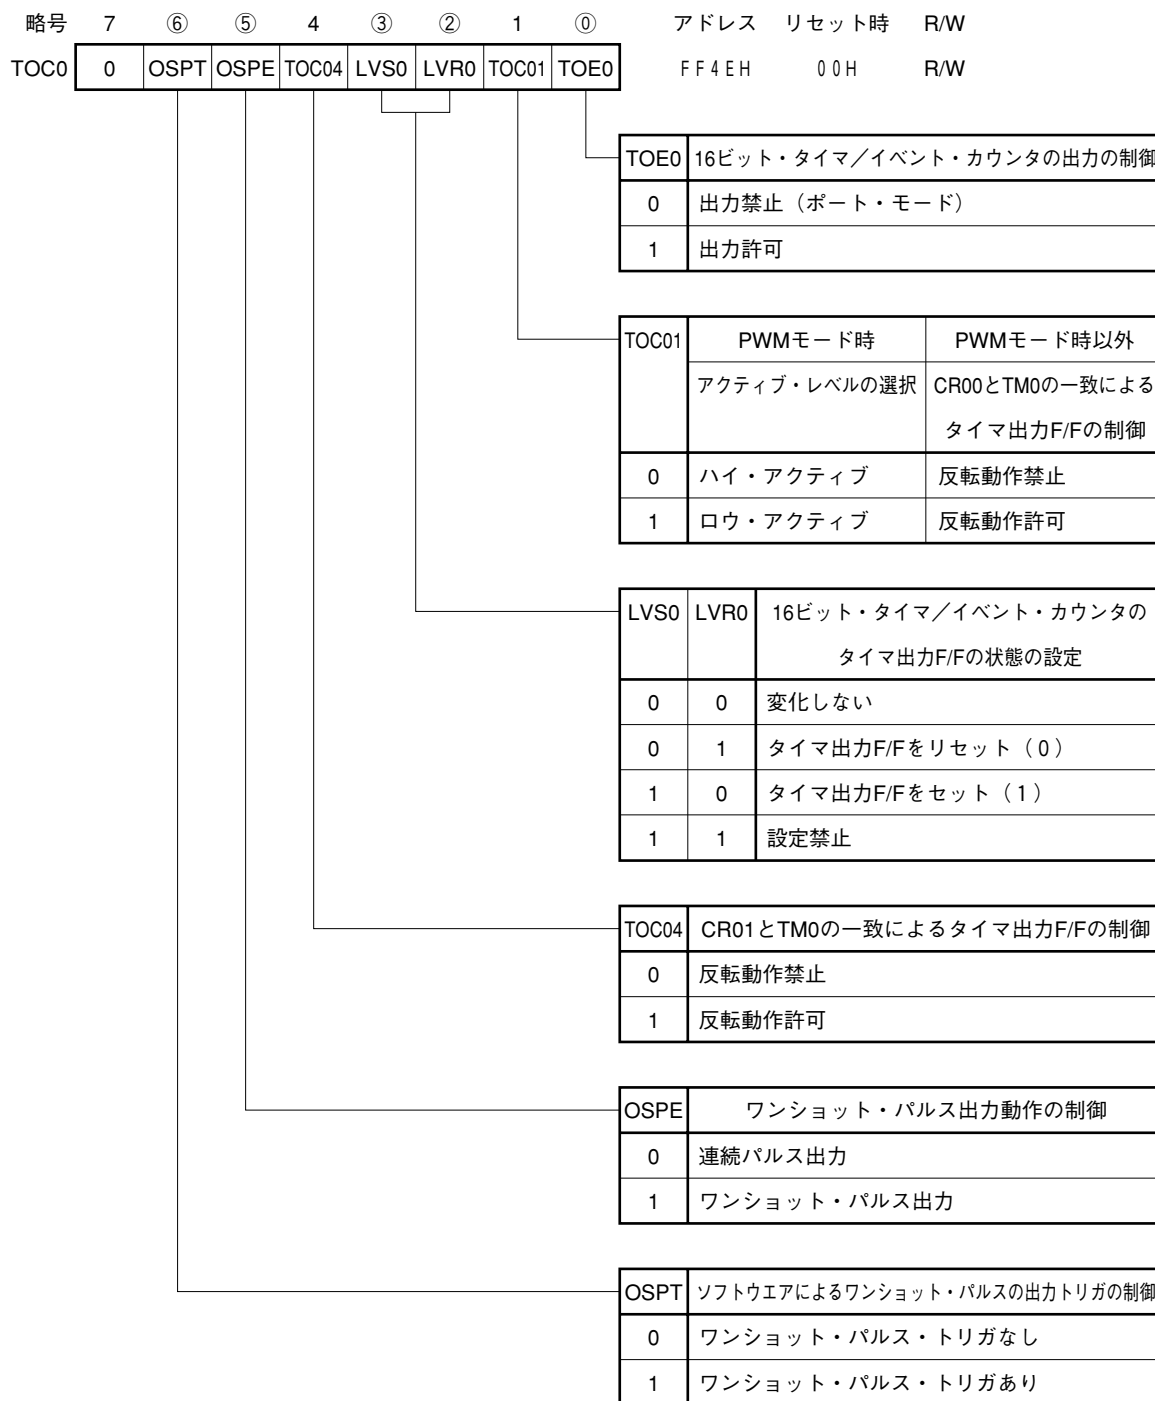 略号 7 ⑥ ⑤ 4 ③ ② 1 ⓪ アドレス リセット時 R/W
TOC0 0 OSPT OSPE TOC04 LVS0 LVR0 TOC01 TOE0 FF4EH 00H R/W
TOE0 16ビット・タイマ／イベント・カウンタの出力の制御
0 出力禁止（ポート・モード）
1 出力許可
TOC01 PWMモード時 PWMモード時以外
アクティブ・レベルの選択 CR00とTM0の一致による
タイマ出力F/Fの制御
0 ハイ・アクティブ 反転動作禁止
1 ロウ・アクティブ 反転動作許可
LVS0 LVR0 16ビット・タイマ／イベント・カウンタの
タイマ出力F/Fの状態の設定
0 0 変化しない
0 1 タイマ出力F/Fをリセット（0）
1 0 タイマ出力F/Fをセット（1）
1 1 設定禁止
TOC04 CR01とTM0の一致によるタイマ出力F/Fの制御
0 反転動作禁止
1 反転動作許可
OSPE ワンショット・パルス出力動作の制御
0 連続パルス出力
1 ワンショット・パルス出力
OSPT ソフトウエアによるワンショット・パルスの出力トリガの制御
0 ワンショット・パルス・トリガなし
1 ワンショット・パルス・トリガあり